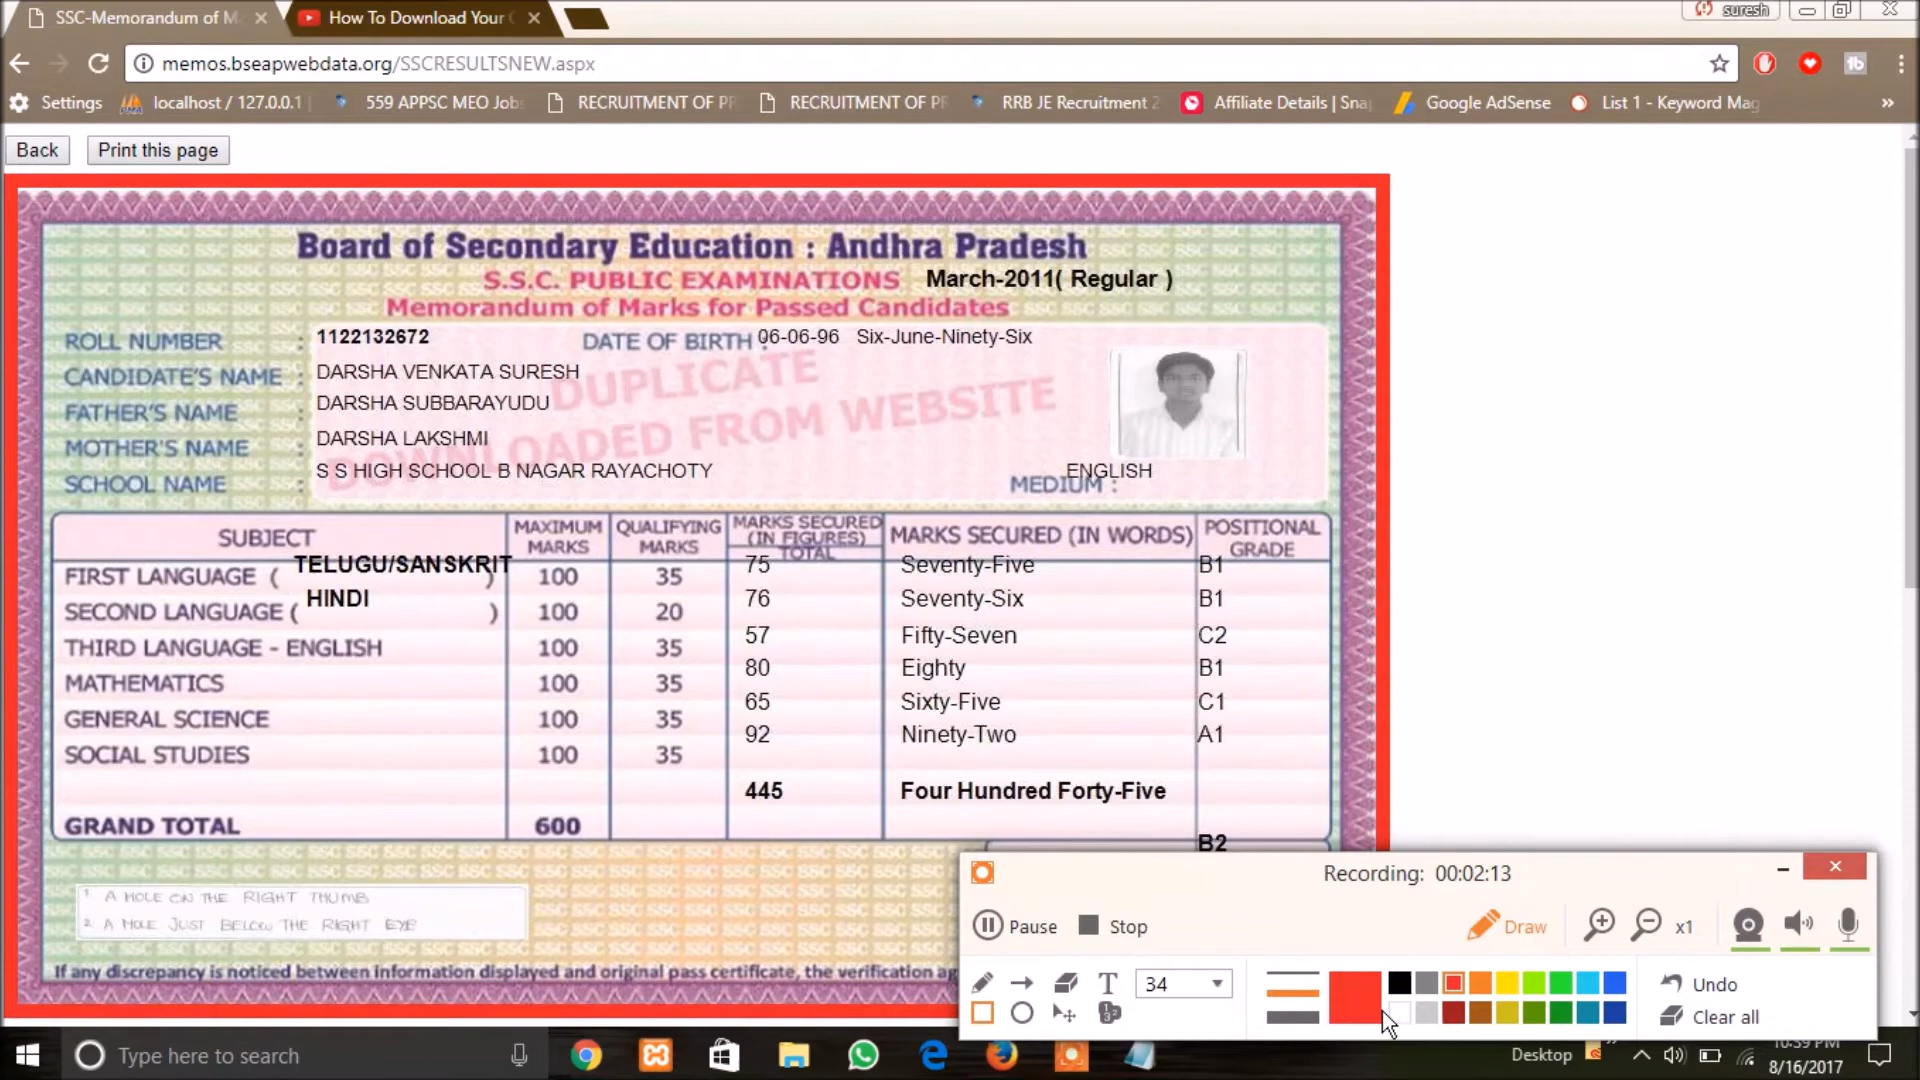 SSC-Memorandum of M
How To Download Your
suresh
memos.bseapwebdata.org/SSCRESULTSNEW.aspx
Settings
localhost / 127.0.0.1
559 APPSC MEO Jobs
RECRUITMENT OF PR
RECRUITMENT OF PR
RRB JE Recruitment 2
Affiliate Details | Snap
Google AdSense
List 1 - Keyword Mag
»
Back
Print this page
Board of Secondary Education : Andhra Pradesh
S.S.C. PUBLIC EXAMINATIONS March-2011( Regular )
Memorandum of Marks for Passed Candidates
ROLL NUMBER : 1122132672 DATE OF BIRTH : 06-06-96 Six-June-Ninety-Six
CANDIDATE'S NAME : DARSHA VENKATA SURESH
FATHER'S NAME : DARSHA SUBBARAYUDU
MOTHER'S NAME : DARSHA LAKSHMI
SCHOOL NAME : S S HIGH SCHOOL B NAGAR RAYACHOTY MEDIUM : ENGLISH
DUPLICATE
DOWNLOADED FROM WEBSITE
SUBJECT MAXIMUM MARKS QUALIFYING MARKS MARKS SECURED (IN FIGURES) TOTAL MARKS SECURED (IN WORDS) POSITIONAL GRADE
FIRST LANGUAGE ( TELUGU/SANSKRIT ) 100 35 75 Seventy-Five B1
SECOND LANGUAGE ( HINDI ) 100 20 76 Seventy-Six B1
THIRD LANGUAGE - ENGLISH 100 35 57 Fifty-Seven C2
MATHEMATICS 100 35 80 Eighty B1
GENERAL SCIENCE 100 35 65 Sixty-Five C1
SOCIAL STUDIES 100 35 92 Ninety-Two A1
GRAND TOTAL 600 445 Four Hundred Forty-Five
B2
1. A MOLE ON THE RIGHT THUMB
2. A MOLE JUST BELOW THE RIGHT EYE
If any discrepancy is noticed between information displayed and original pass certificate, the verification ag
Recording: 00:02:13
Pause
Stop
Draw
x1
T
34
Undo
Clear all
Type here to search
Desktop
10:39 PM
8/16/2017